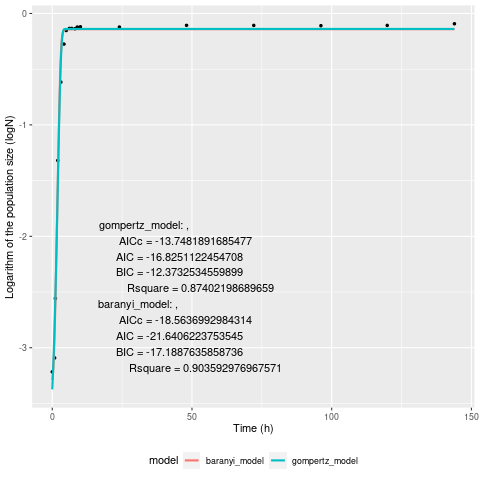 0
-1
-2
-3
Logarithm of the population size (logN)
gompertz_model: ,
AICc = -13.7481891685477
AIC = -16.8251122454708
BIC = -12.3732534559899
Rsquare = 0.87402198689659
baranyi_model: ,
AICc = -18.5636992984314
AIC = -21.6406223753545
BIC = -17.1887635858736
Rsquare = 0.903592976967571
0 50 100 150
Time (h)
model baranyi_model gompertz_model